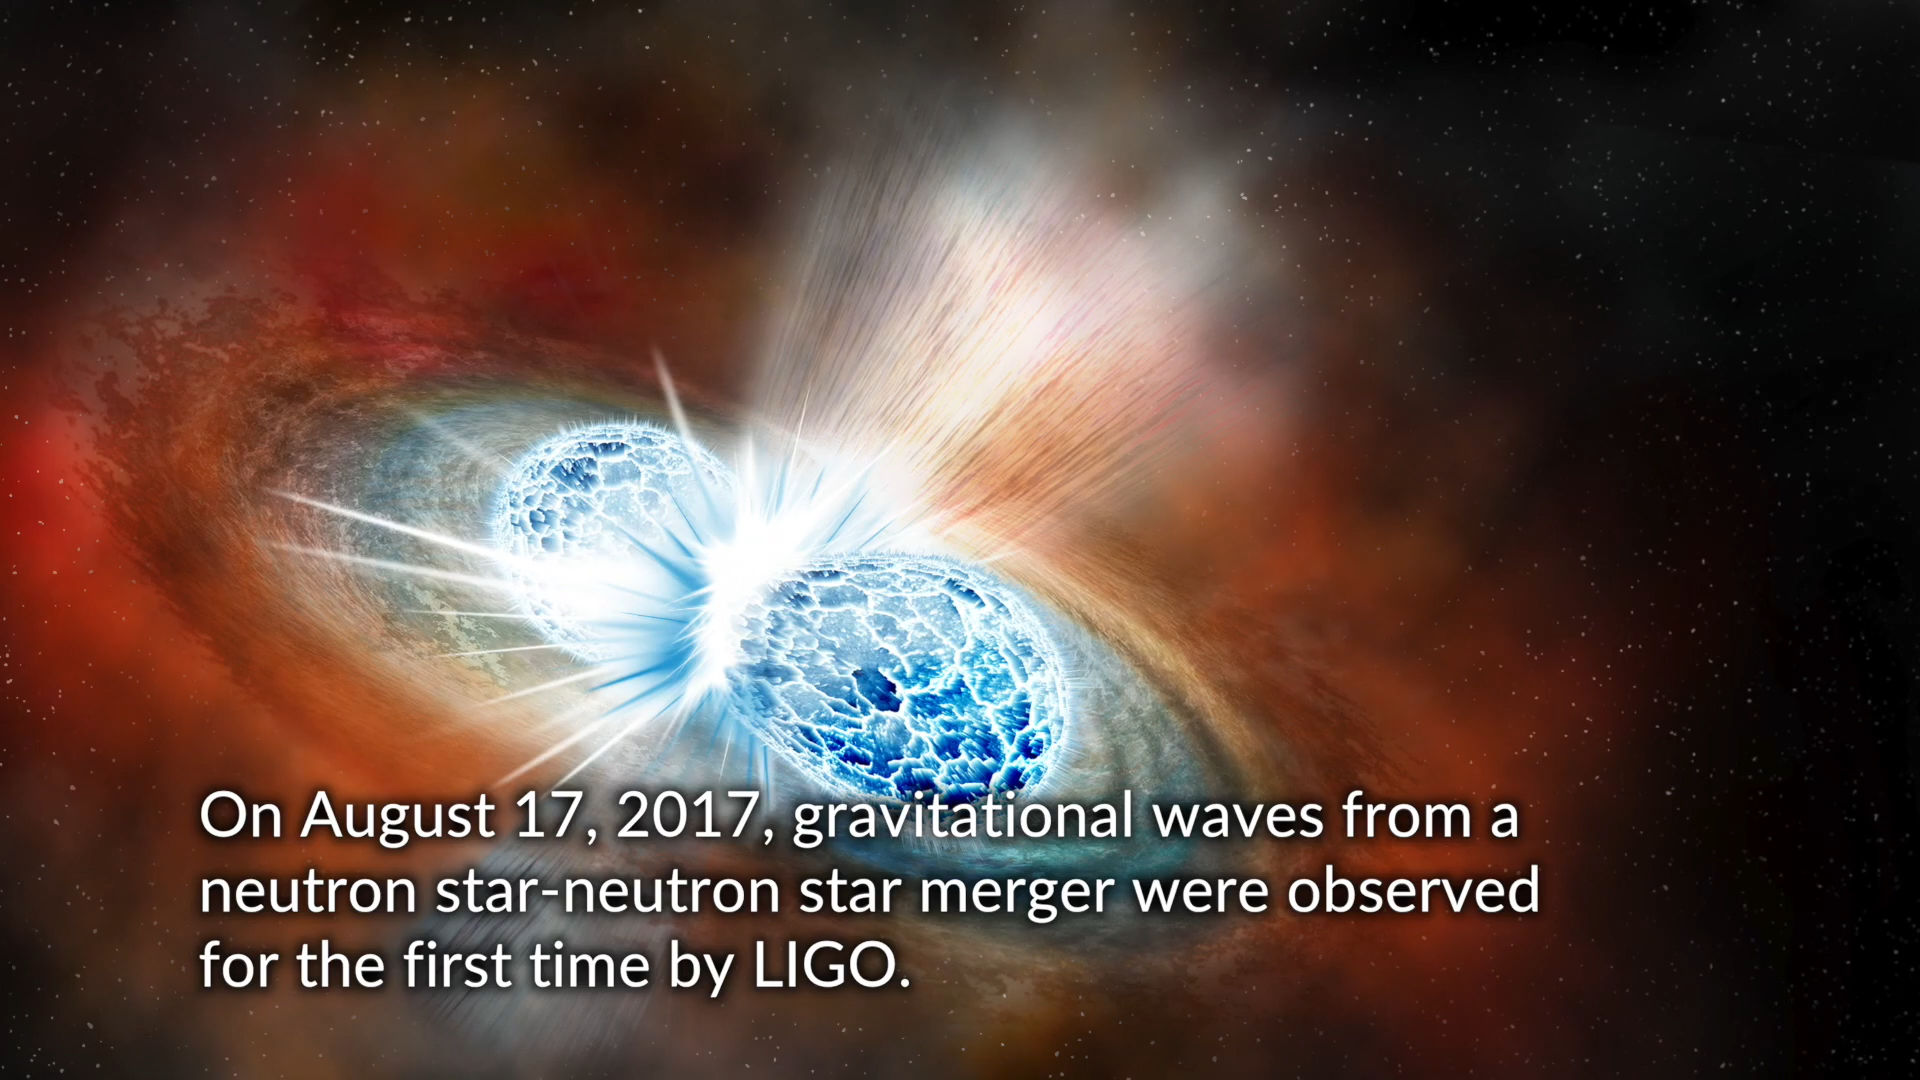 On August 17, 2017, gravitational waves from a
neutron star-neutron star merger were observed
for the first time by LIGO.